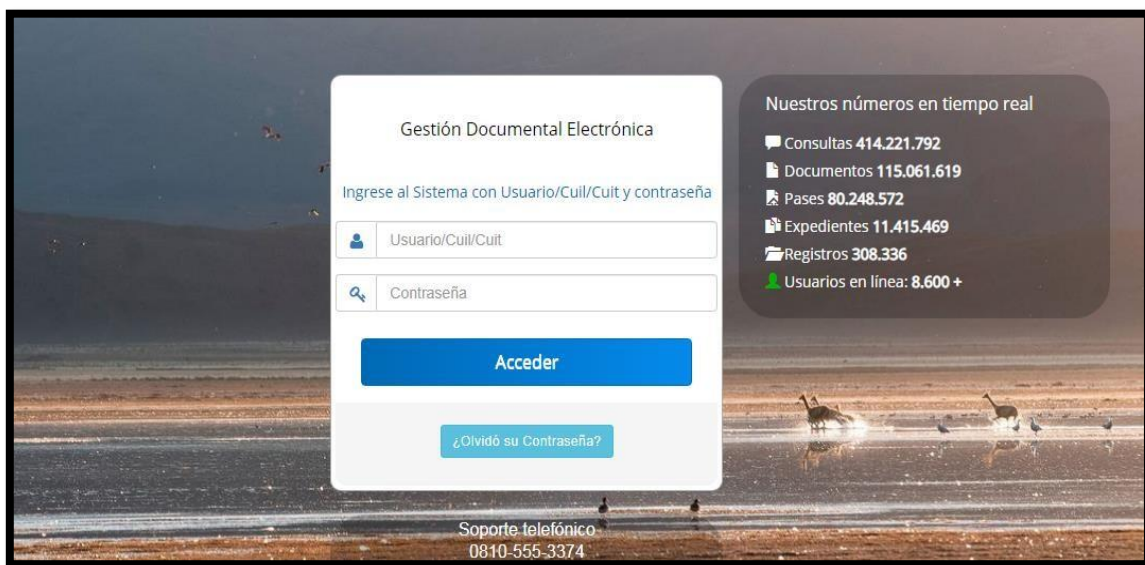 Gestión Documental Electrónica
Ingrese al Sistema con Usuario/Cuil/Cuit y contraseña
Usuario/Cuil/Cuit
Contraseña
Acceder
¿Olvidó su Contraseña?
Soporte telefónico
0810-555-3374
Nuestros números en tiempo real
Consultas 414.221.792
Documentos 115.061.619
Pases 80.248.572
Expedientes 11.415.469
Registros 308.336
Usuarios en línea: 8.600 +